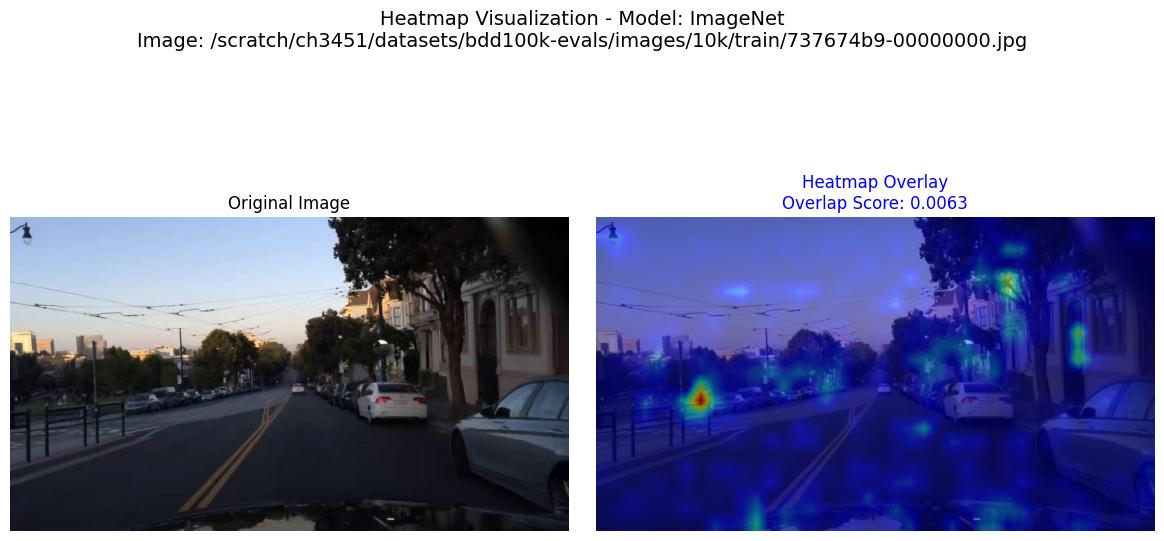 Heatmap Visualization - Model: ImageNet
Image: /scratch/ch3451/datasets/bdd100k-evals/images/10k/train/737674b9-00000000.jpg
Original Image
Heatmap Overlay
Overlap Score: 0.0063